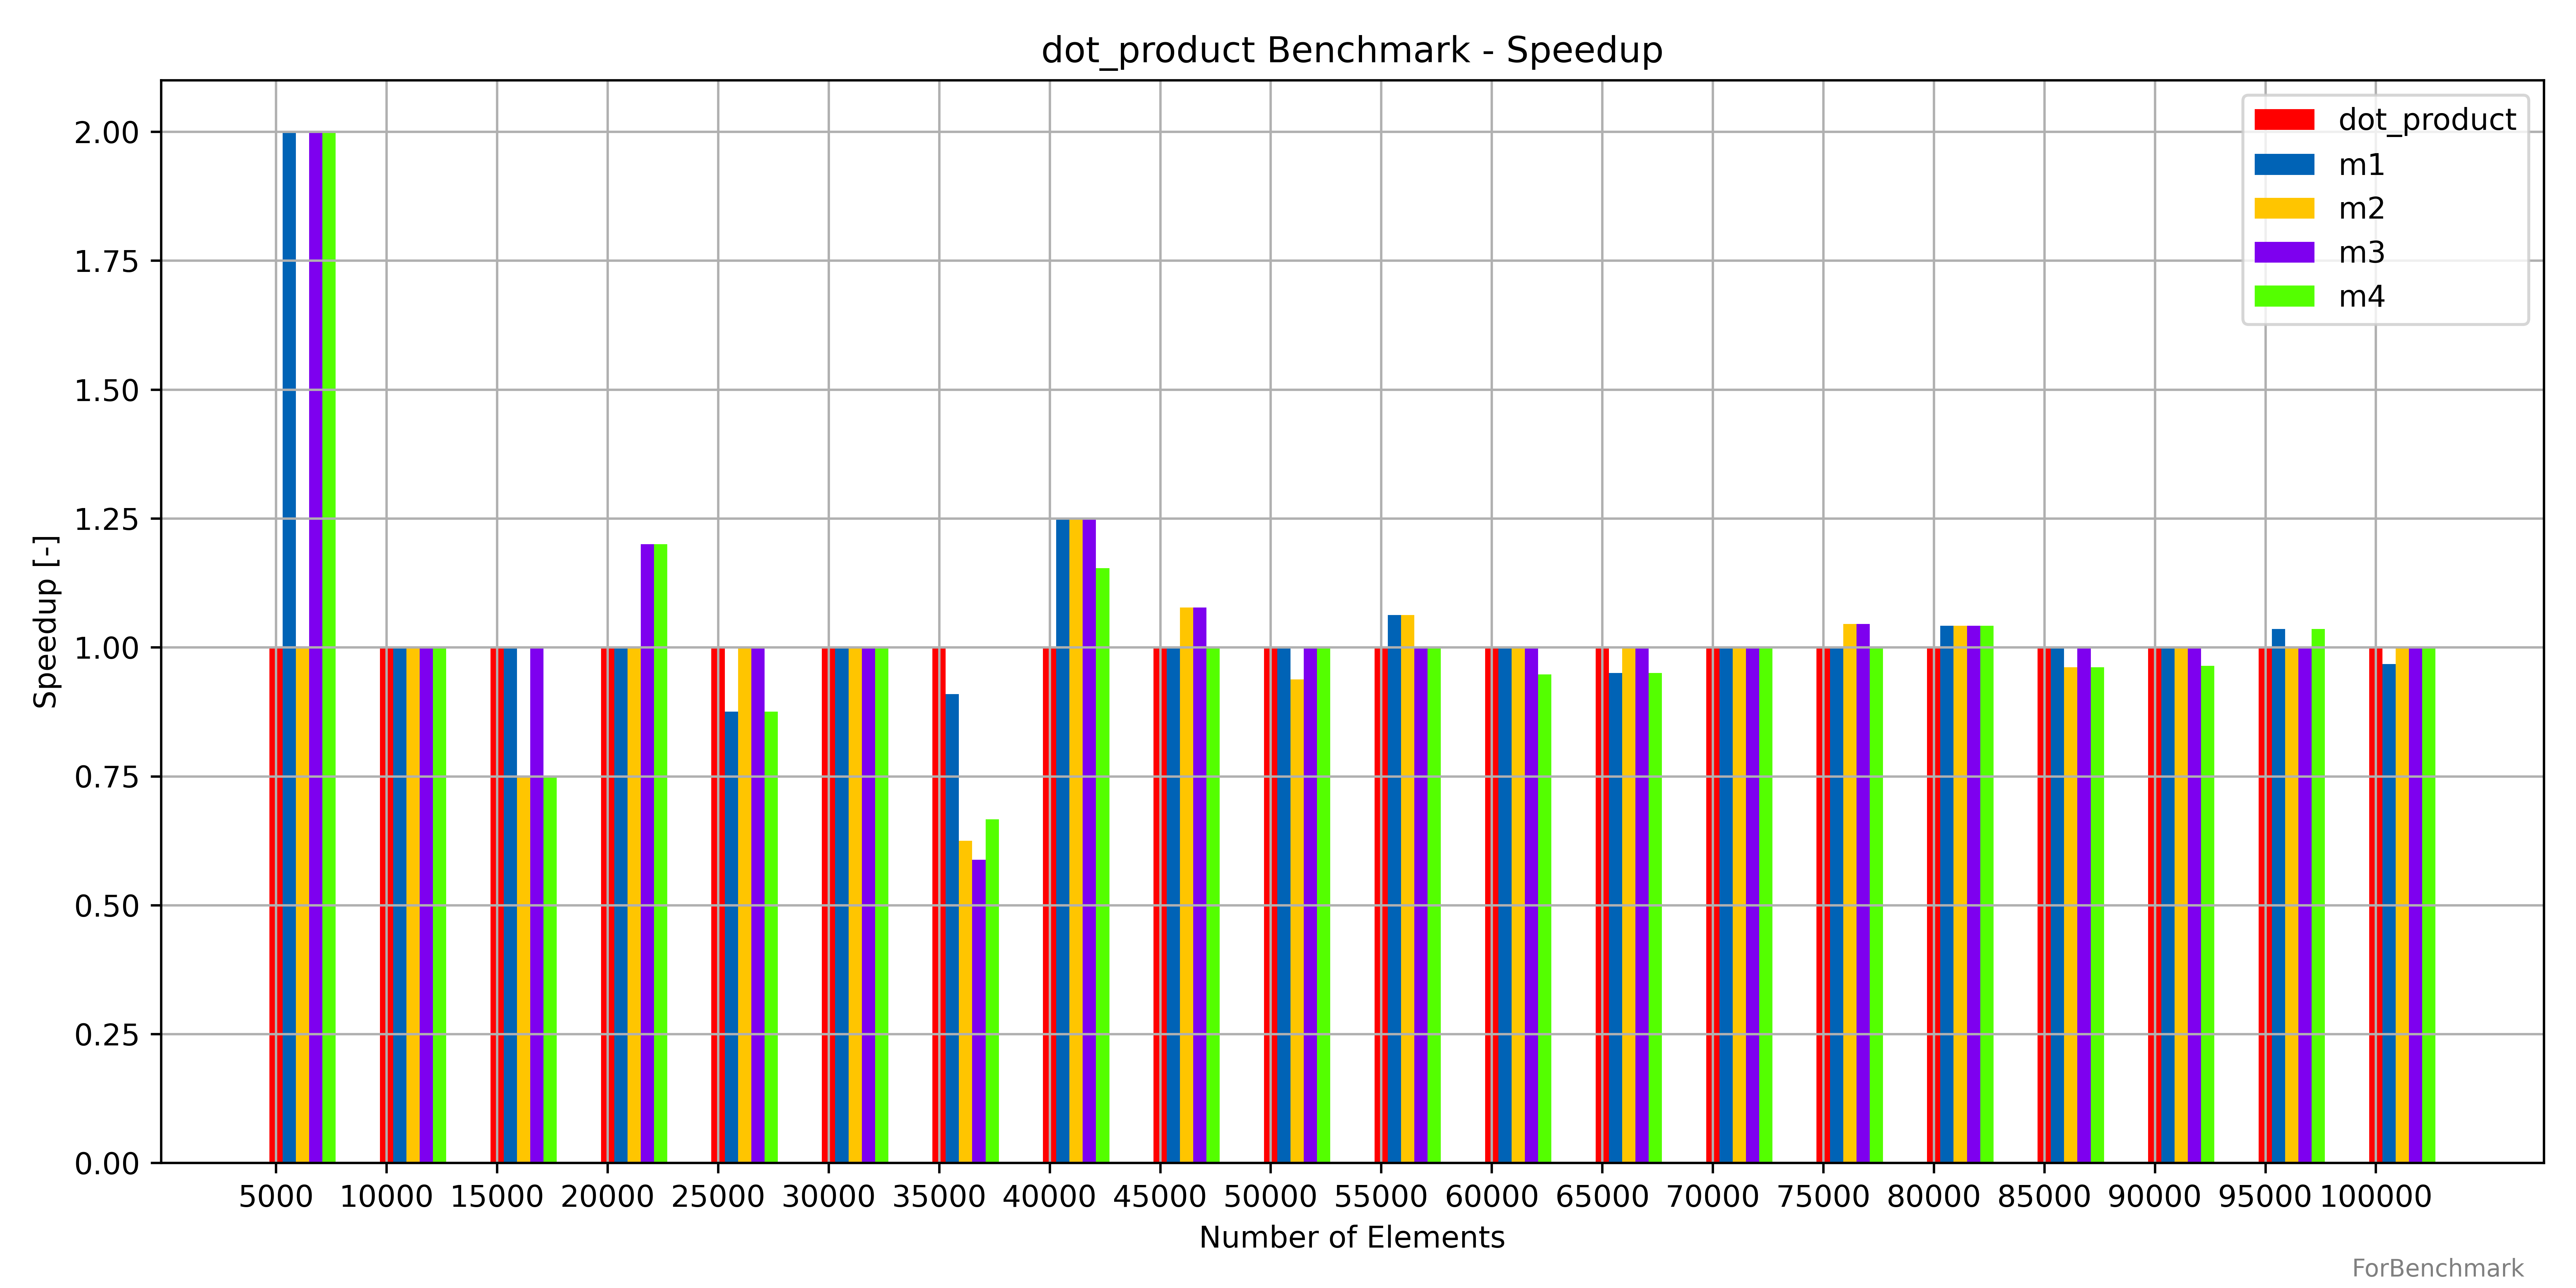 dot_product Benchmark - Speedup
dot_product
m1
m2
m3
m4
2.00
1.75
1.50
1.25
1.00
0.75
0.50
0.25
0.00
Speedup [-]
5000 10000 15000 20000 25000 30000 35000 40000 45000 50000 55000 60000 65000 70000 75000 80000 85000 90000 95000 100000
Number of Elements
ForBenchmark